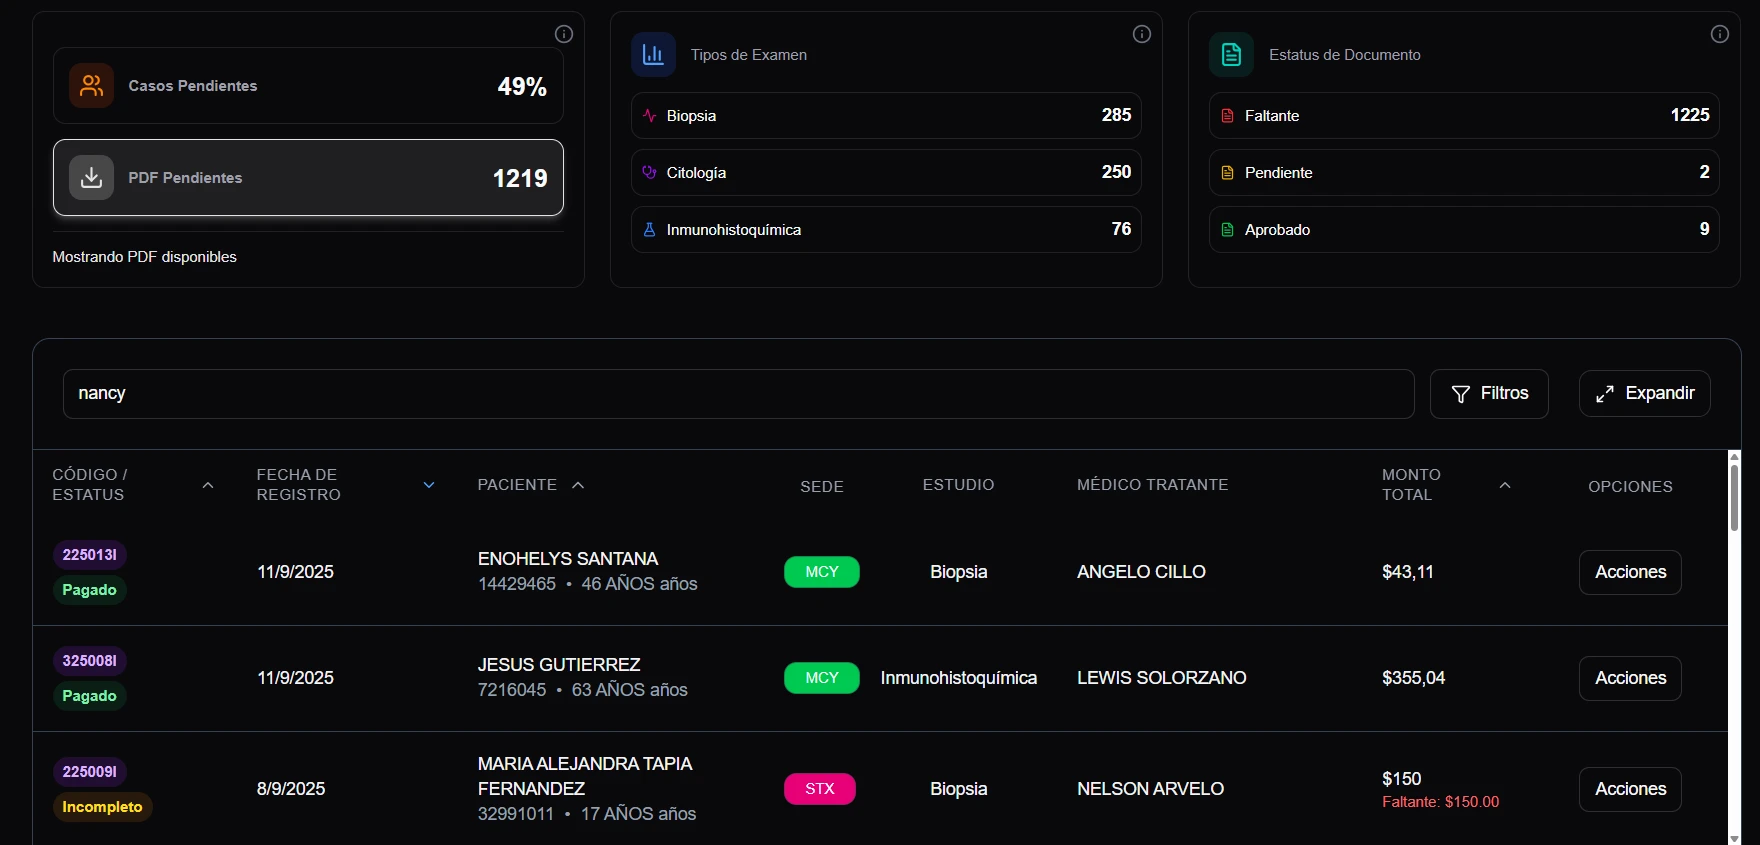 Casos Pendientes
49%
PDF Pendientes
1219
Mostrando PDF disponibles
Tipos de Examen
Biopsia
285
Citología
250
Inmunohistoquímica
76
Estatus de Documento
Faltante
1225
Pendiente
2
Aprobado
9
nancy
Filtros
Expandir
CÓDIGO /
ESTATUS
FECHA DE
REGISTRO
PACIENTE
SEDE
ESTUDIO
MÉDICO TRATANTE
MONTO
TOTAL
OPCIONES
225013I
Pagado
11/9/2025
ENOHELYS SANTANA
14429465 • 46 AÑOS años
MCY
Biopsia
ANGELO CILLO
$43,11
Acciones
325008I
Pagado
11/9/2025
JESUS GUTIERREZ
7216045 • 63 AÑOS años
MCY
Inmunohistoquímica
LEWIS SOLORZANO
$355,04
Acciones
225009I
Incompleto
8/9/2025
MARIA ALEJANDRA TAPIA
FERNANDEZ
32991011 • 17 AÑOS años
STX
Biopsia
NELSON ARVELO
$150
Faltante: $150.00
Acciones